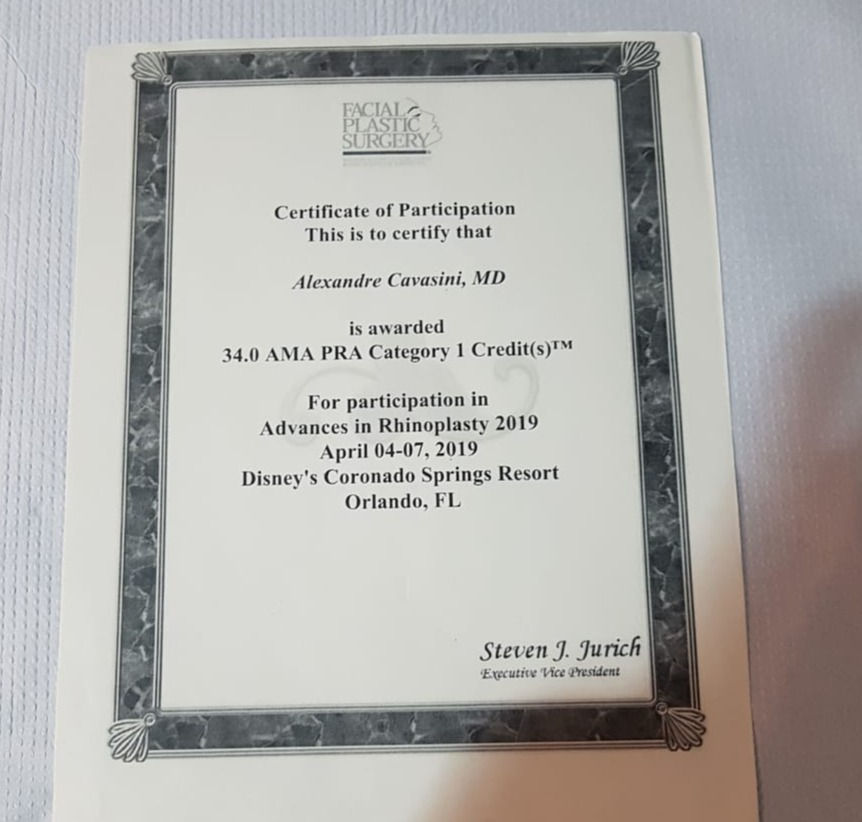 FACIAL
PLASTIC
SURGERY
Certificate of Participation
This is to certify that
Alexandre Cavasini, MD
is awarded
34.0 AMA PRA Category 1 Credit(s)™
For participation in
Advances in Rhinoplasty 2019
April 04-07, 2019
Disney's Coronado Springs Resort
Orlando, FL
Steven J. Jurich
Executive Vice President